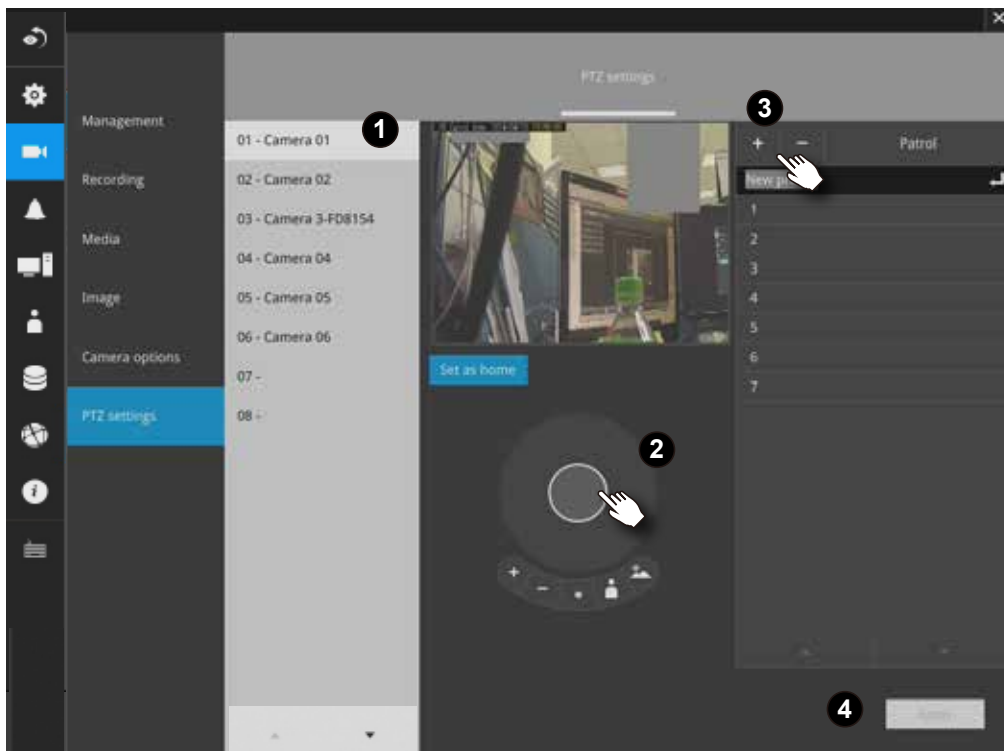 PTZ settings
Management
Recording
Media
Image
Camera options
PTZ settings
1
01 - Camera 01
02 - Camera 02
03 - Camera 3-FD8154
04 - Camera 04
05 - Camera 05
06 - Camera 06
07 -
08 -
Set as home
2
+
-
3
+ - Patrol
New
1
2
3
4
5
6
7
4
Apply